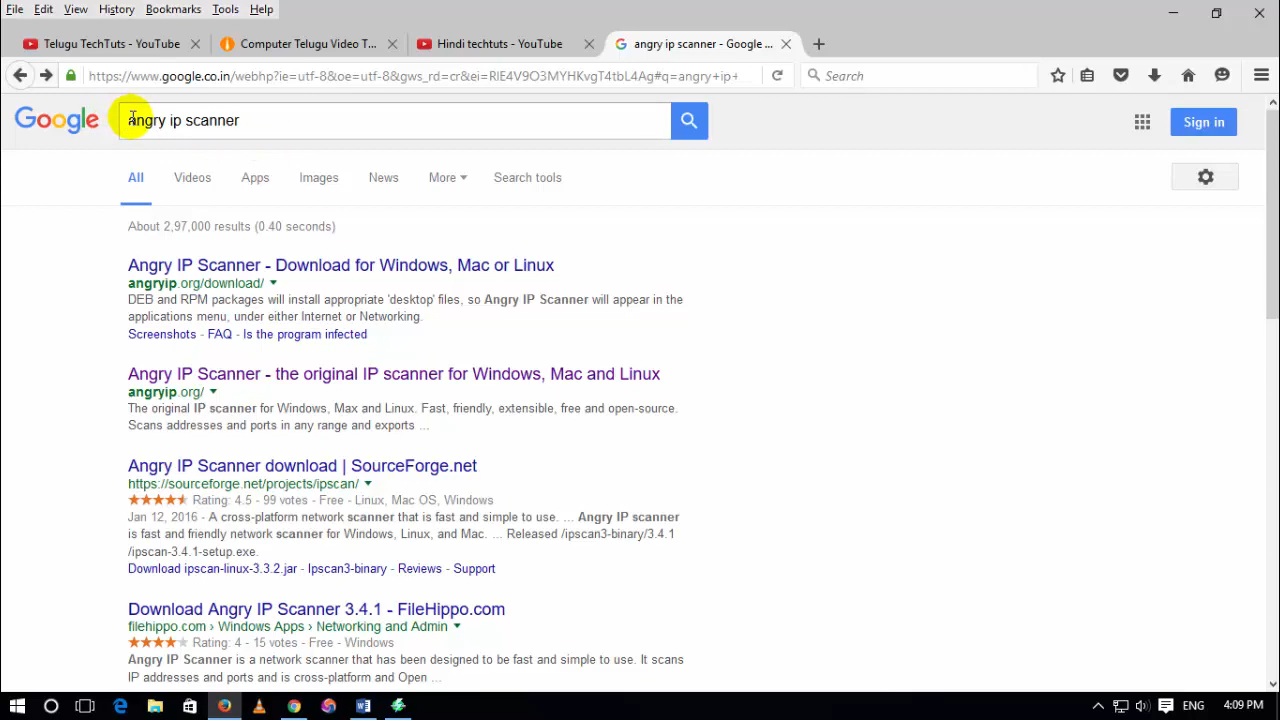 File Edit View History Bookmarks Tools Help
Telugu TechTuts - YouTube
Computer Telugu Video T...
Hindi techtuts - YouTube
angry ip scanner - Google ...
https://www.google.co.in/webhp?ie=utf-8&oe=utf-8&gws_rd=cr&ei=RIE4V9O3MYHKvgT4tbL4Ag#q=angry+ip+
Search
Google
angry ip scanner
Sign in
All Videos Apps Images News More Search tools
About 2,97,000 results (0.40 seconds)
Angry IP Scanner - Download for Windows, Mac or Linux
angryip.org/download/
DEB and RPM packages will install appropriate 'desktop' files, so Angry IP Scanner will appear in the
applications menu, under either Internet or Networking.
Screenshots - FAQ - Is the program infected
Angry IP Scanner - the original IP scanner for Windows, Mac and Linux
angryip.org/
The original IP scanner for Windows, Max and Linux. Fast, friendly, extensible, free and open-source.
Scans addresses and ports in any range and exports ...
Angry IP Scanner download | SourceForge.net
https://sourceforge.net/projects/ipscan/
Rating: 4.5 - 99 votes - Free - Linux, Mac OS, Windows
Jan 12, 2016 - A cross-platform network scanner that is fast and simple to use. ... Angry IP scanner
is fast and friendly network scanner for Windows, Linux, and Mac. ... Released /ipscan3-binary/3.4.1
/ipscan-3.4.1-setup.exe.
Download ipscan-linux-3.3.2.jar - Ipscan3-binary - Reviews - Support
Download Angry IP Scanner 3.4.1 - FileHippo.com
filehippo.com › Windows Apps › Networking and Admin
Rating: 4 - 15 votes - Free - Windows
Angry IP Scanner is a network scanner that has been designed to be fast and simple to use. It scans
IP addresses and ports and is cross-platform and Open ...
ENG 4:09 PM